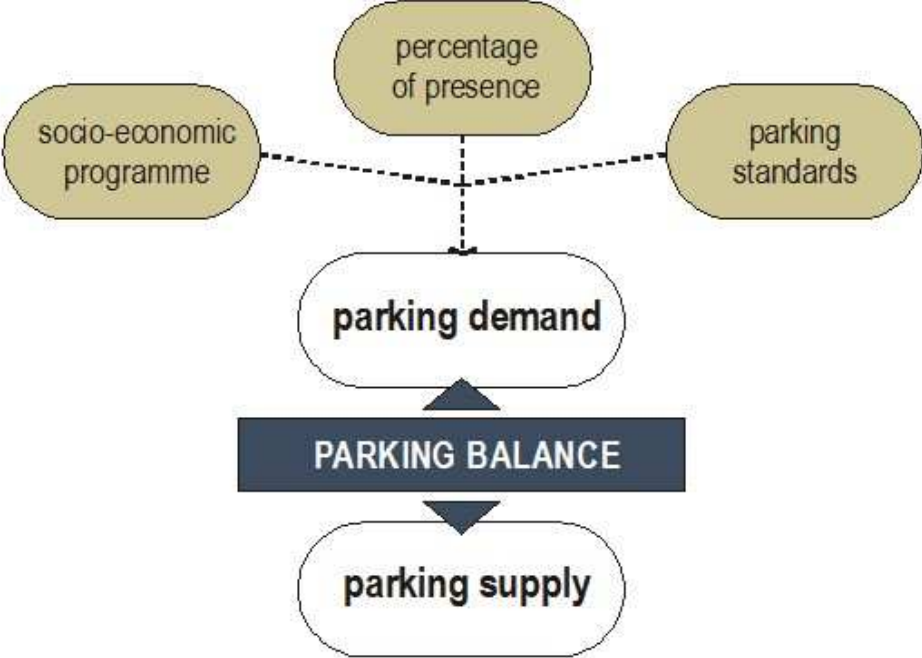 percentage
of presence
socio-economic
programme
parking
standards
parking demand
PARKING BALANCE
parking supply